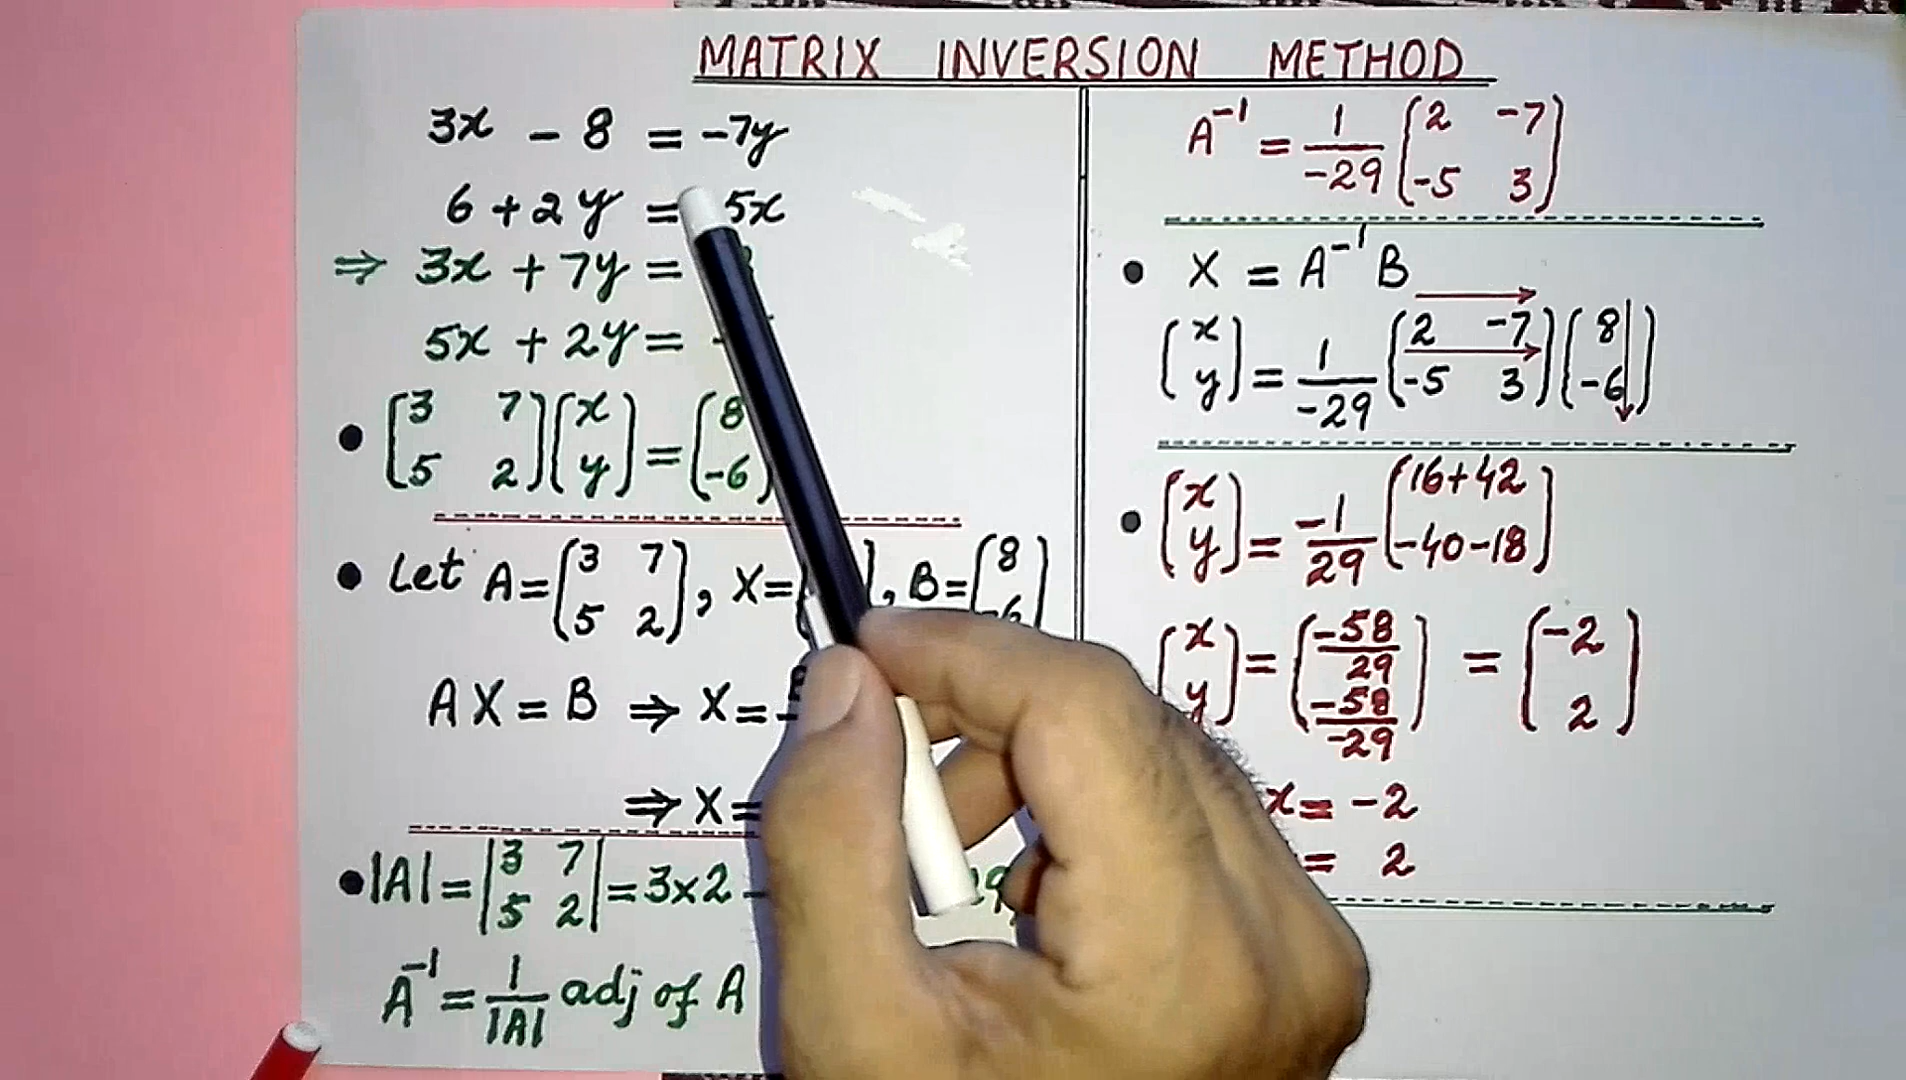 MATRIX INVERSION METHOD
3x - 8 = -7y
6 + 2y = 5x
⇒ 3x + 7y =
5x + 2y =
• [3 7; 5 2] (x; y) = (8; -6)
• Let A = [3 7; 5 2], X = , B = [8; -6
AX = B ⇒ X =
⇒ X =
• |A| = |3 7; 5 2| = 3x2 -
A⁻¹ = 1/|A| adj of A
A⁻¹ = 1/-29 (2 -7; -5 3)
• X = A⁻¹B
(x; y) = 1/-29 (2 -7; -5 3) (8; -6)
• (x; y) = -1/29 (16+42; -40-18)
(x; y) = (-58/29; -58/-29) = (-2; 2)
x = -2
= 2